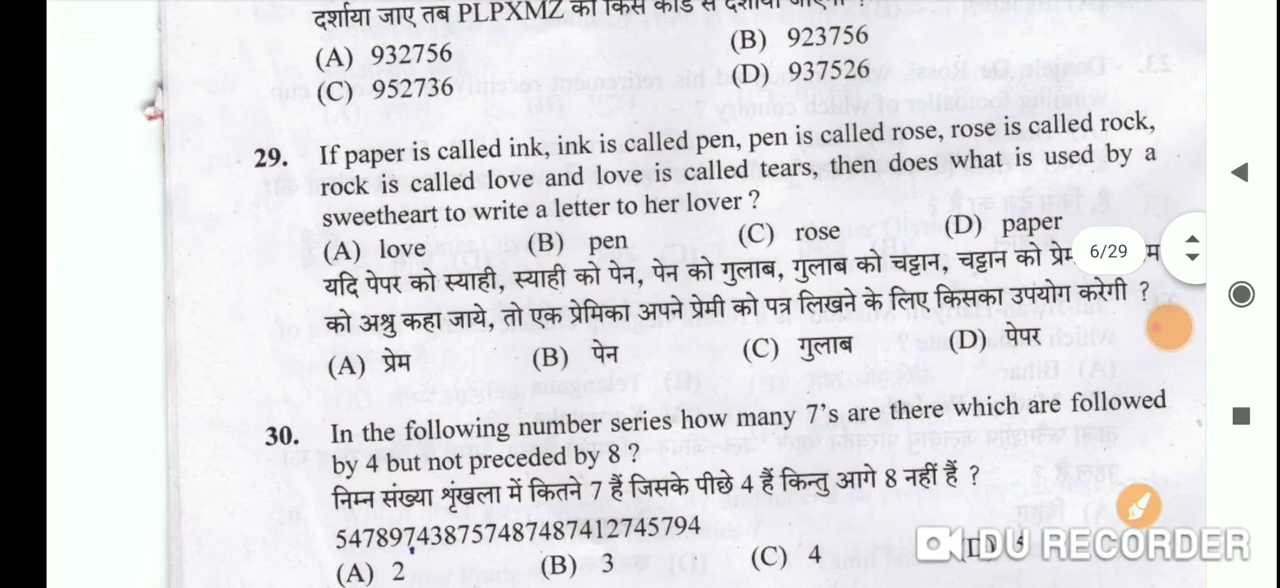 दर्शाया जाए तब PLPXMZ को किस कोड से दर्शाया
(A) 932756
(B) 923756
(C) 952736
(D) 937526
29. If paper is called ink, ink is called pen, pen is called rose, rose is called rock,
rock is called love and love is called tears, then does what is used by a
sweetheart to write a letter to her lover ?
(A) love (B) pen (C) rose (D) paper
6/29
यदि पेपर को स्याही, स्याही को पेन, पेन को गुलाब, गुलाब को चट्टान, चट्टान को
को अश्रु कहा जाये, तो एक प्रेमिका अपने प्रेमी को पत्र लिखने के लिए किसका उपयोग करेगी ?
(A) प्रेम (B) पेन (C) गुलाब (D) पेपर
30. In the following number series how many 7's are there which are followed
by 4 but not preceded by 8 ?
निम्न संख्या शृंखला में कितने 7 हैं जिसके पीछे 4 हैं किन्तु आगे 8 नहीं हैं ?
547897438757487487412745794
(A) 2 (B) 3 (C) 4
DU RECORDER